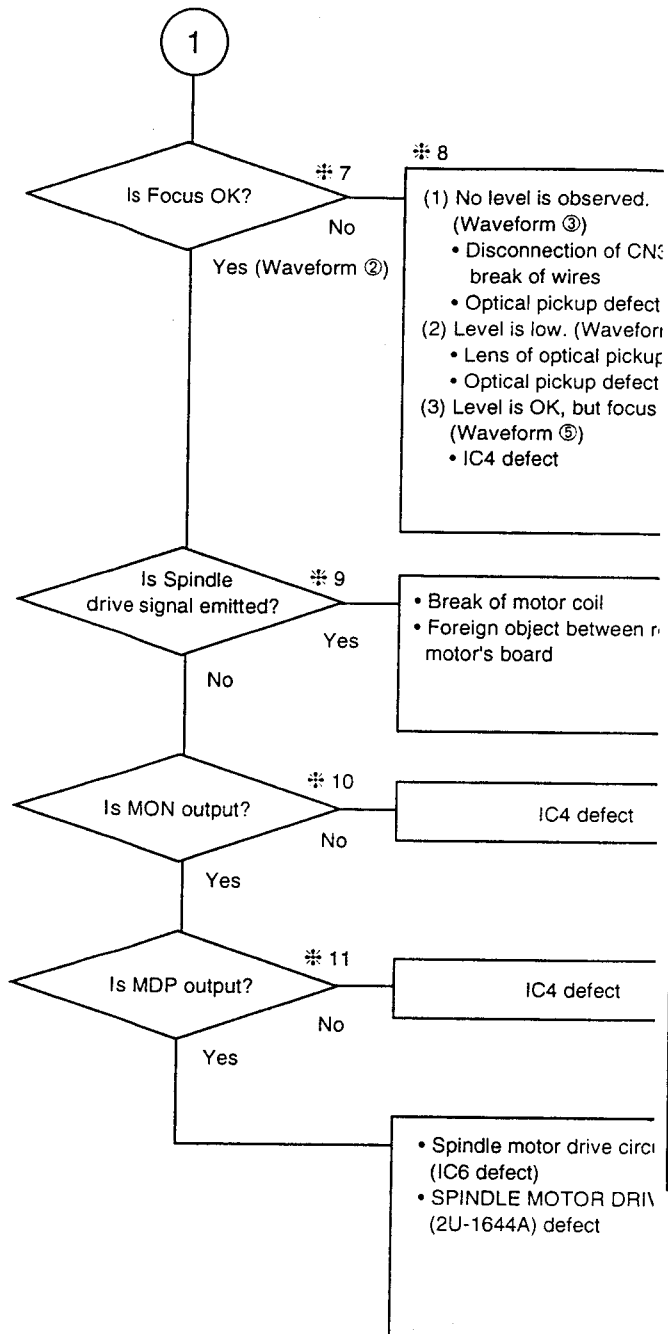 1
Is Focus OK?
※ 7
No
Yes (Waveform ②)
※ 8
(1) No level is observed.
(Waveform ③)
• Disconnection of
break of wires
• Optical pickup defect
(2) Level is low.
• Lens of optical pickup
• Optical pickup defect
(3) Level is OK, but focus
(Waveform ⑤)
• IC4 defect
Is Spindle
drive signal emitted?
※ 9
Yes
No
• Break of motor coil
• Foreign object between
motor's board
Is MON output?
※ 10
No
Yes
IC4 defect
Is MDP output?
※ 11
No
Yes
IC4 defect
• Spindle motor drive
(IC6 defect)
• SPINDLE MOTOR
(2U-1644A) defect